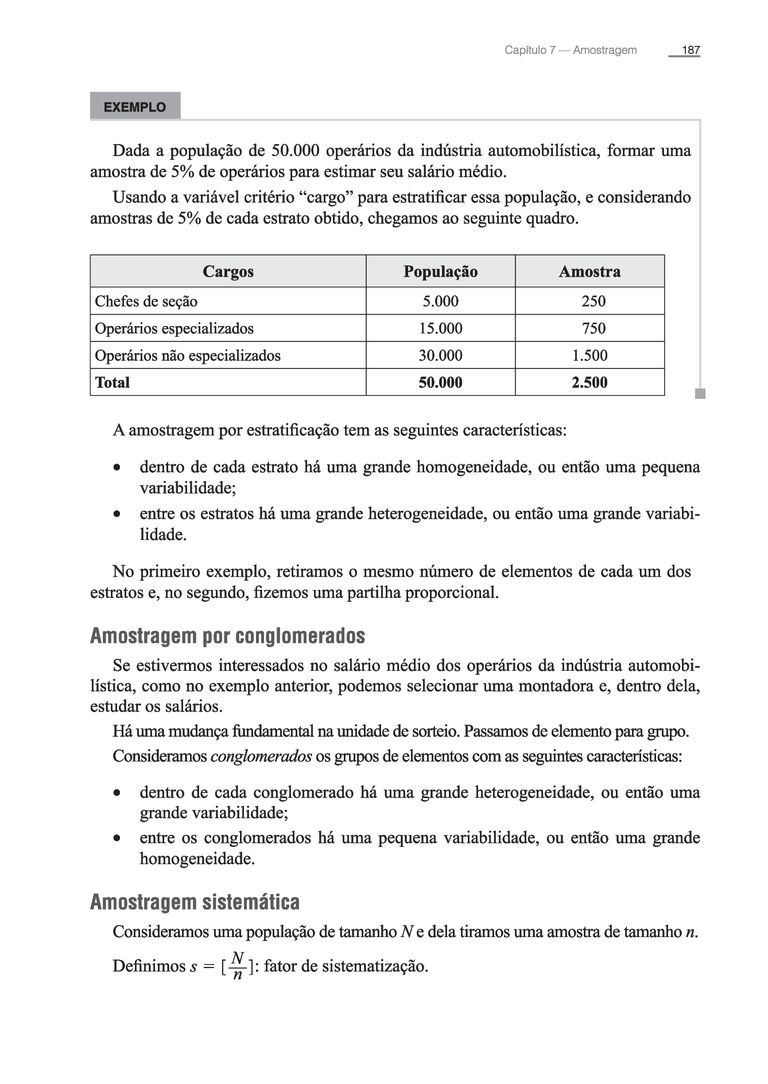 Capítulo 7 — Amostragem 187
EXEMPLO
Dada a população de 50.000 operários da indústria automobilística, formar uma
amostra de 5% de operários para estimar seu salário médio.
Usando a variável critério “cargo” para estratificar essa população, e considerando
amostras de 5% de cada estrato obtido, chegamos ao seguinte quadro.
Cargos População Amostra
Chefes de seção 5.000 250
Operários especializados 15.000 750
Operários não especializados 30.000 1.500
Total 50.000 2.500
A amostragem por estratificação tem as seguintes características:
• dentro de cada estrato há uma grande homogeneidade, ou então uma pequena
variabilidade;
• entre os estratos há uma grande heterogeneidade, ou então uma grande variabi-
lidade.
No primeiro exemplo, retiramos o mesmo número de elementos de cada um dos
estratos e, no segundo, fizemos uma partilha proporcional.
Amostragem por conglomerados
Se estivermos interessados no salário médio dos operários da indústria automobi-
lística, como no exemplo anterior, podemos selecionar uma montadora e, dentro dela,
estudar os salários.
Há uma mudança fundamental na unidade de sorteio. Passamos de elemento para grupo.
Consideramos conglomerados os grupos de elementos com as seguintes características:
• dentro de cada conglomerado há uma grande heterogeneidade, ou então uma
grande variabilidade;
• entre os conglomerados há uma pequena variabilidade, ou então uma grande
homogeneidade.
Amostragem sistemática
Consideramos uma população de tamanho N e dela tiramos uma amostra de tamanho n.
Definimos s = [N/n]: fator de sistematização.